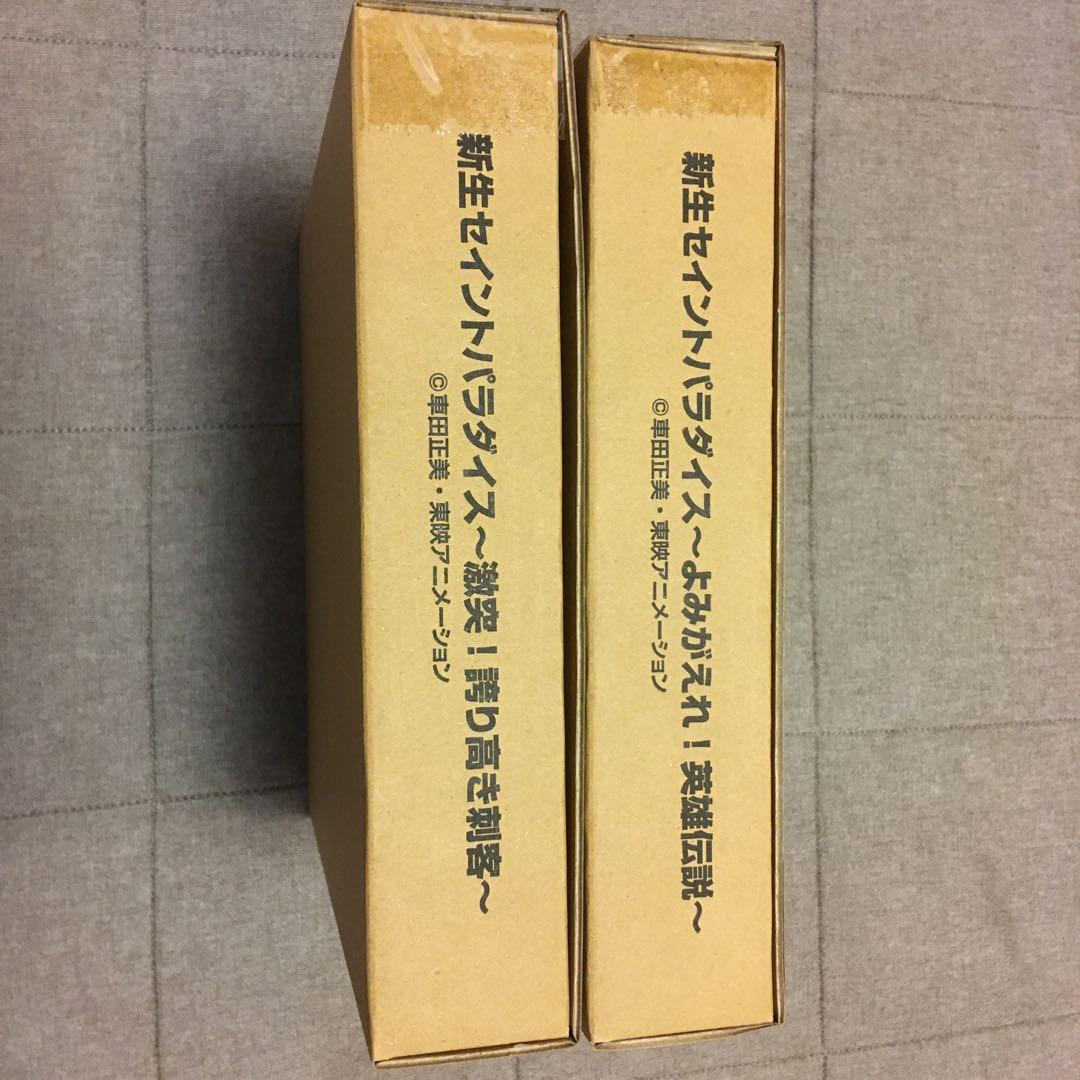 新生セイントパラダイス～激突！誇り高き刺客～
©車田正美・東映アニメーション
新生セイントパラダイス～よみがえれ！英雄伝説～
©車田正美・東映アニメーション